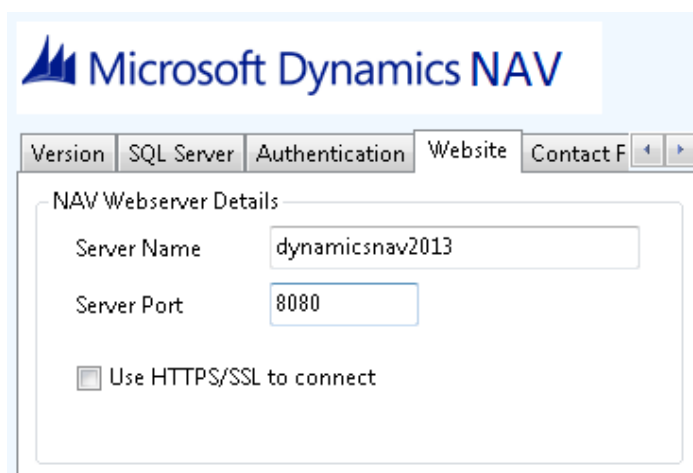 Microsoft Dynamics NAV
Version SQL Server Authentication Website Contact F
NAV Webserver Details
Server Name dynamicsnav2013
Server Port 8080
Use HTTPS/SSL to connect